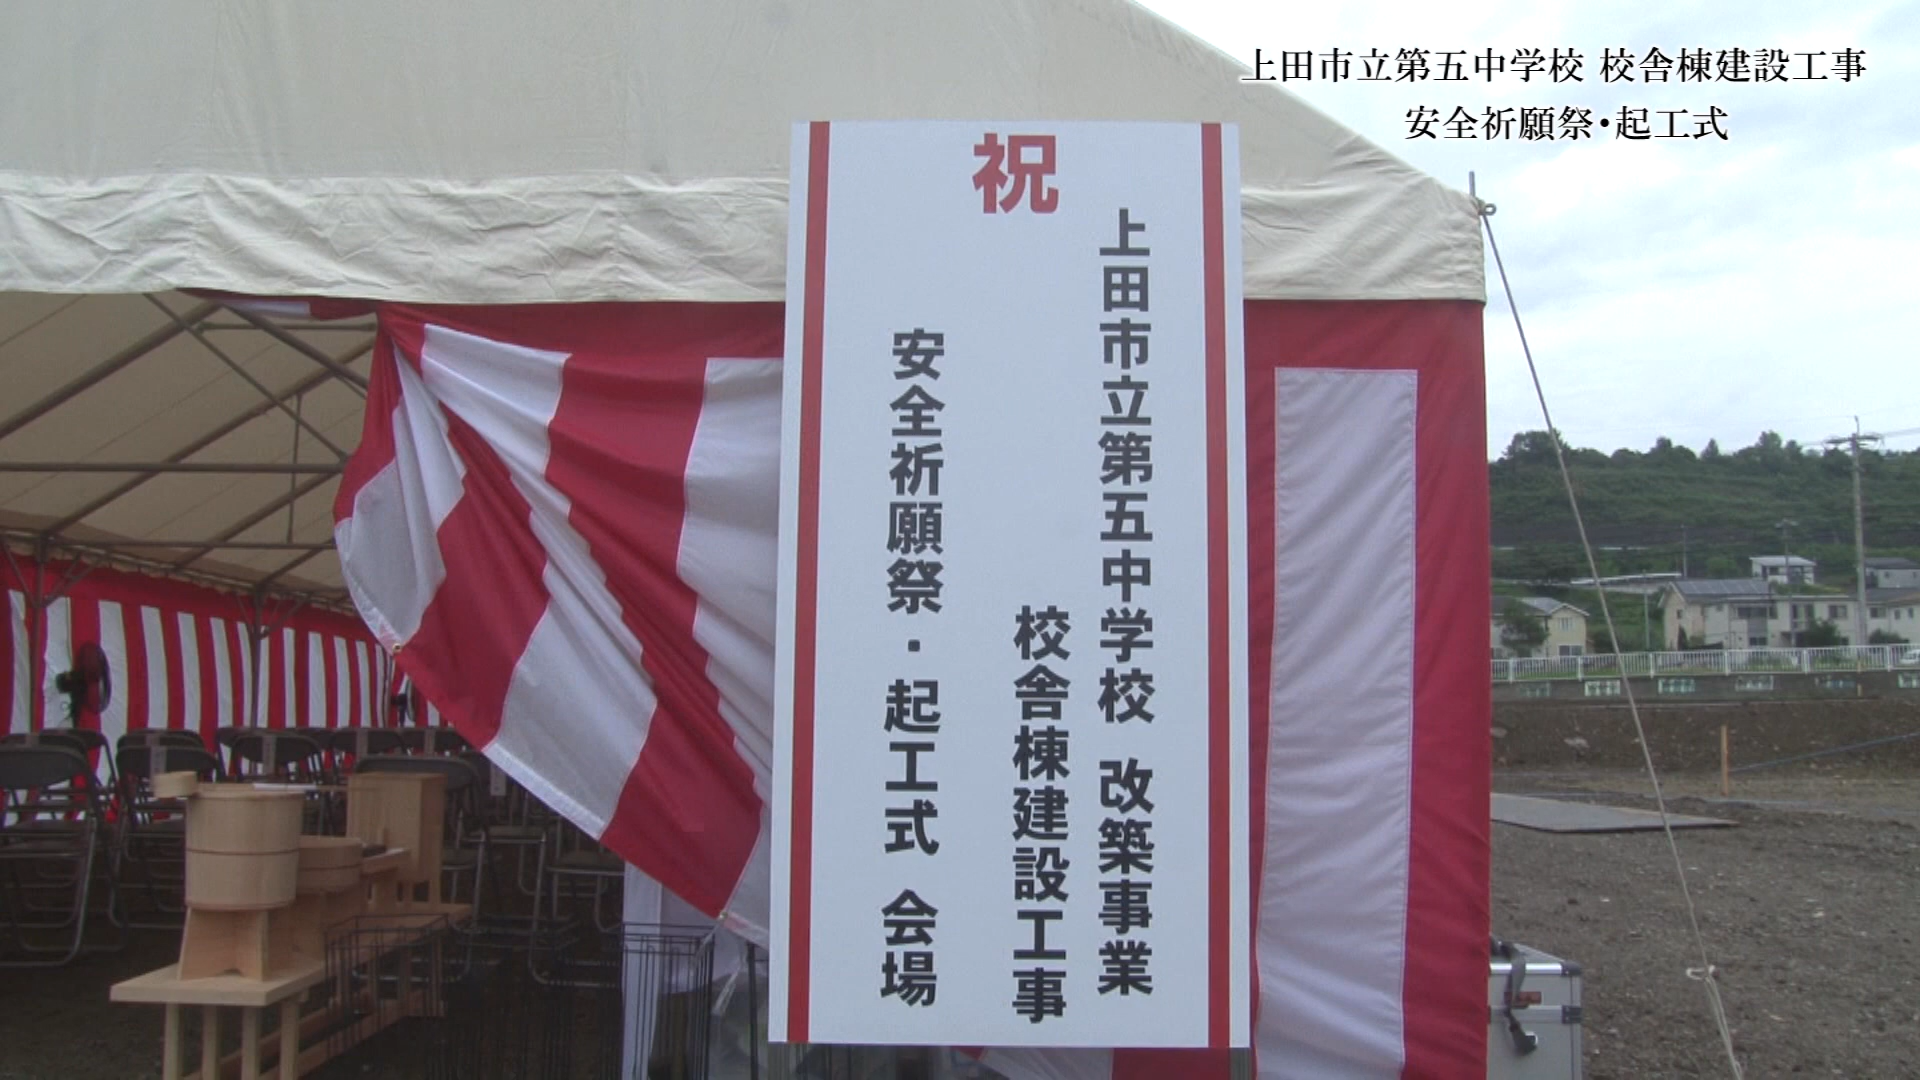 上田市立第五中学校 校舎棟建設工事
安全祈願祭・起工式
祝
上田市立第五中学校 改築事業
校舎棟建設工事
安全祈願祭・起工式 会場